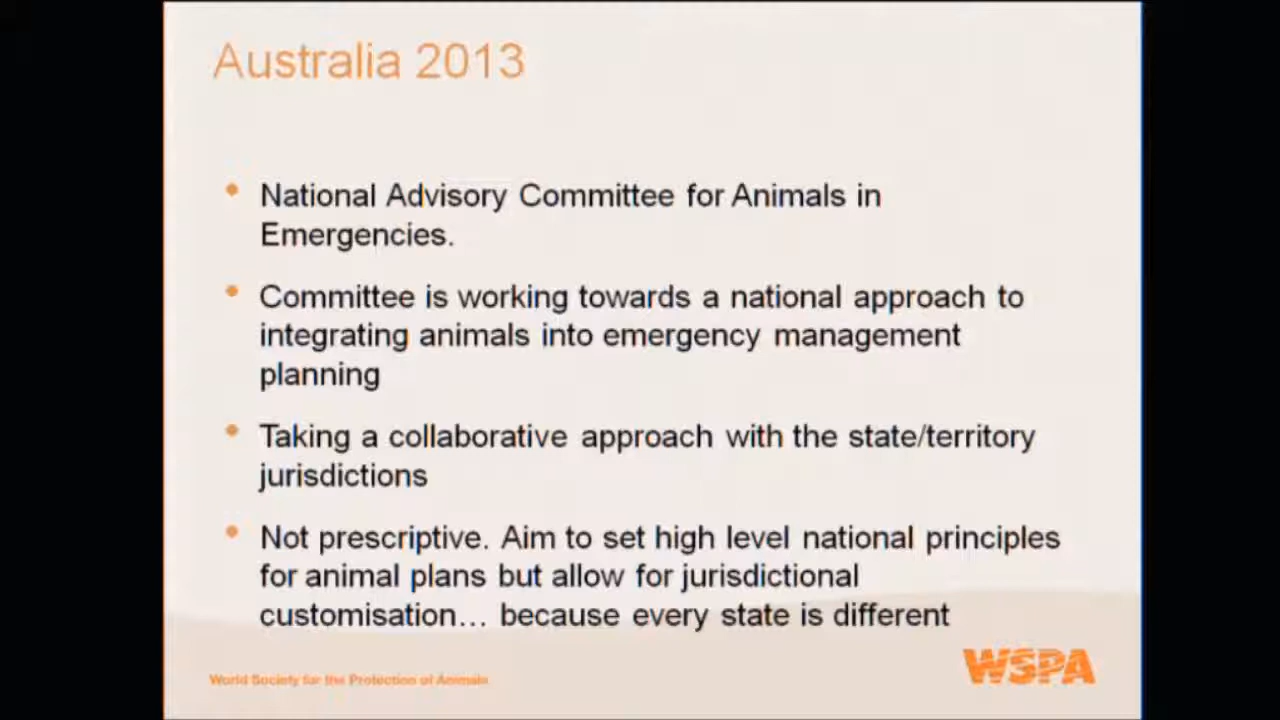 Australia 2013
• National Advisory Committee for Animals in
Emergencies.
• Committee is working towards a national approach to
integrating animals into emergency management
planning
• Taking a collaborative approach with the state/territory
jurisdictions
• Not prescriptive. Aim to set high level national principles
for animal plans but allow for jurisdictional
customisation… because every state is different
World Society for the Protection of Animals
WSPA